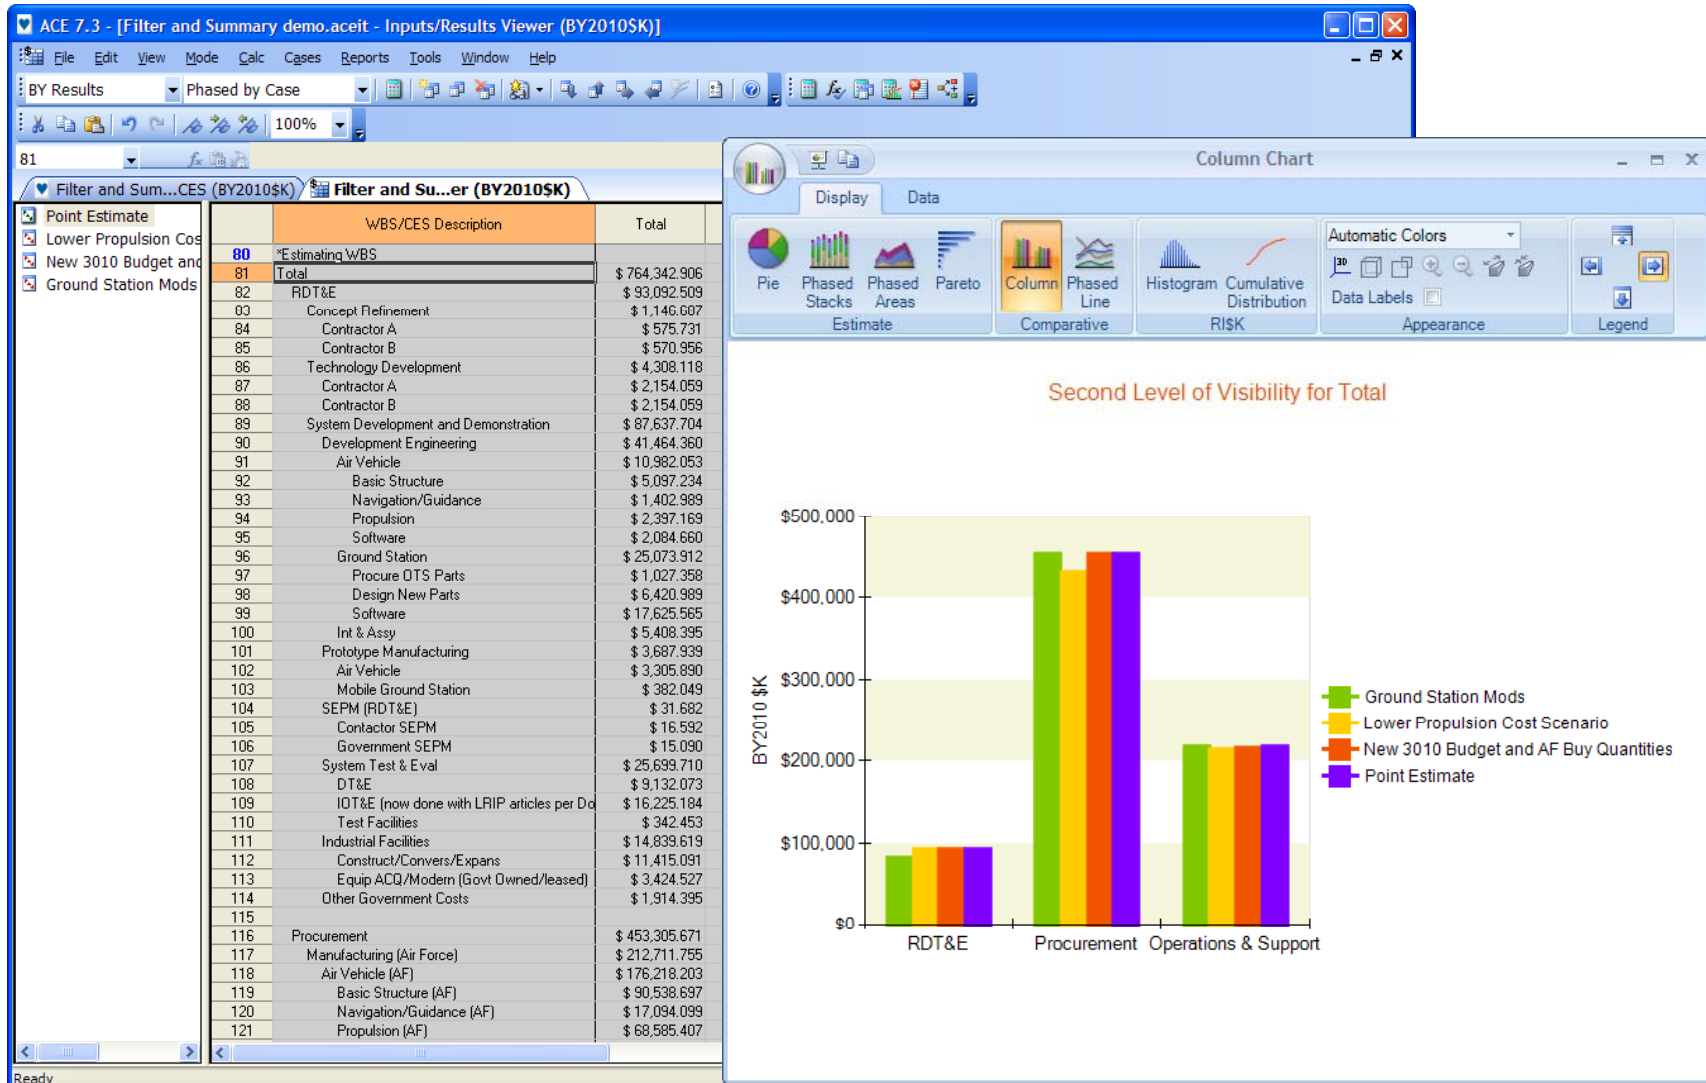 ACE 7.3 - [Filter and Summary demo.aceit - Inputs/Results Viewer (BY2010$K)]
File Edit View Mode Calc Cases Reports Tools Window Help
BY Results Phased by Case
100%
81
Filter and Sum...CES (BY2010$K) Filter and Su...er (BY2010$K)
Point Estimate
Lower Propulsion Cos
New 3010 Budget and
Ground Station Mods
WBS/CES Description Total
80 *Estimating WBS
81 Total $ 764,342.906
82 RDT&E $ 93,092.509
83 Concept Refinement $ 1,146.687
84 Contractor A $ 575.731
85 Contractor B $ 570.956
86 Technology Development $ 4,308.118
87 Contractor A $ 2,154.059
88 Contractor B $ 2,154.059
89 System Development and Demonstration $ 87,637.704
90 Development Engineering $ 41,464.360
91 Air Vehicle $ 10,982.053
92 Basic Structure $ 5,097.234
93 Navigation/Guidance $ 1,402.989
94 Propulsion $ 2,397.169
95 Software $ 2,084.660
96 Ground Station $ 25,073.912
97 Procure OTS Parts $ 1,027.358
98 Design New Parts $ 6,420.989
99 Software $ 17,625.565
100 Int & Assy $ 5,408.395
101 Prototype Manufacturing $ 3,687.939
102 Air Vehicle $ 3,305.890
103 Mobile Ground Station $ 382.049
104 SEPM (RDT&E) $ 31.682
105 Contactor SEPM $ 16.592
106 Government SEPM $ 15.090
107 System Test & Eval $ 25,699.710
108 DT&E $ 9,132.073
109 IOT&E (now done with LRIP articles per Do $ 16,225.184
110 Test Facilities $ 342.453
111 Industrial Facilities $ 14,839.619
112 Construct/Convers/Expans $ 11,415.091
113 Equip ACQ/Modern (Govt Owned/leased) $ 3,424.527
114 Other Government Costs $ 1,914.395
115
116 Procurement $ 453,305.671
117 Manufacturing (Air Force) $ 212,711.755
118 Air Vehicle (AF) $ 176,218.203
119 Basic Structure (AF) $ 90,538.697
120 Navigation/Guidance (AF) $ 17,094.099
121 Propulsion (AF) $ 68,585.407
Ready
Column Chart
Display Data
Pie Phased Stacks Phased Areas Pareto
Estimate
Column Phased Line
Comparative
Histogram Cumulative Distribution
RI$K
Automatic Colors
3D
Data Labels
Appearance
Legend
Second Level of Visibility for Total
BY2010 $K
$500,000
$400,000
$300,000
$200,000
$100,000
$0
RDT&E Procurement Operations & Support
Ground Station Mods
Lower Propulsion Cost Scenario
New 3010 Budget and AF Buy Quantities
Point Estimate